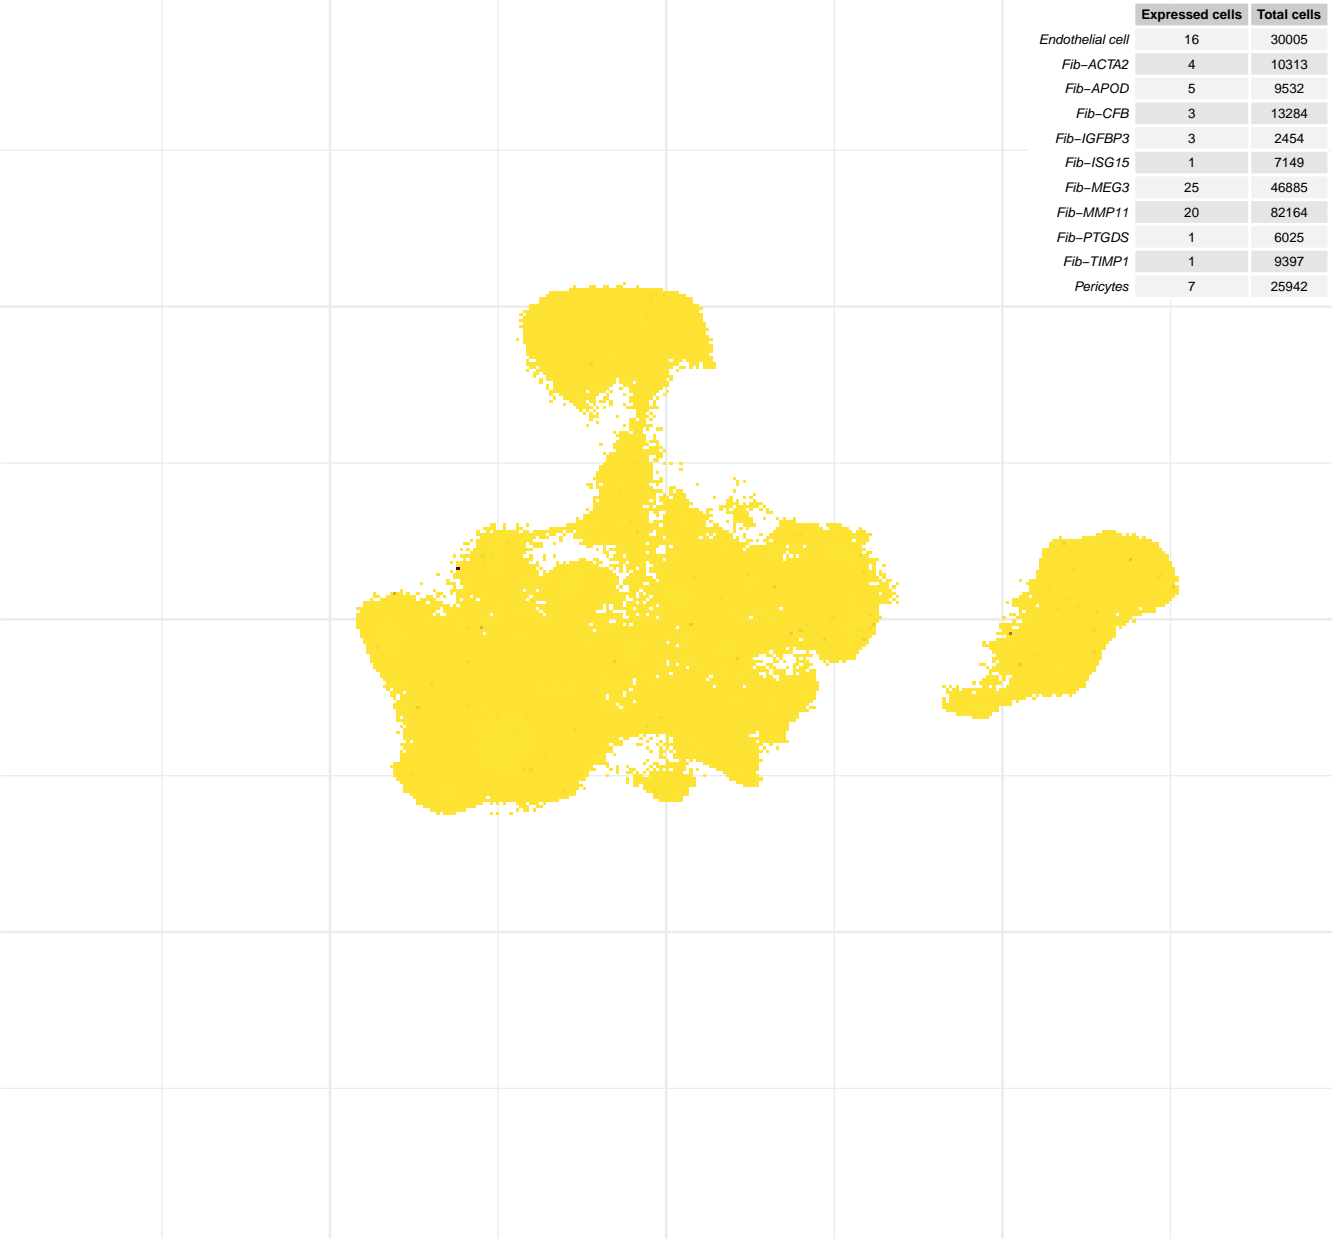 Expressed cells Total cells
Endothelial cell 16 30005
Fib−ACTA2 4 10313
Fib−APOD 5 9532
Fib−CFB 3 13284
Fib−IGFBP3 3 2454
Fib−ISG15 1 7149
Fib−MEG3 25 46885
Fib−MMP11 20 82164
Fib−PTGDS 1 6025
Fib−TIMP1 1 9397
Pericytes 7 25942